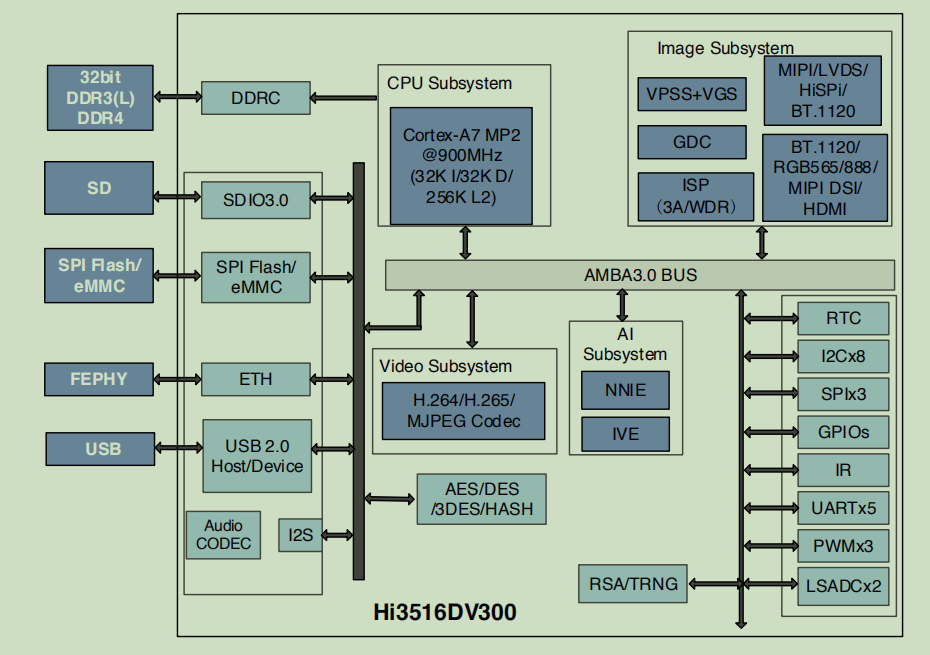 32bit
DDR3(L)
DDR4
DDRC
CPU Subsystem
Cortex-A7 MP2
@900MHz
(32K I/32K D/
256K L2)
Image Subsystem
VPSS+VGS
GDC
ISP
(3A/WDR)
MIPI/LVDS/
HiSPi/
BT.1120
BT.1120/
RGB565/888/
MIPI DSI/
HDMI
SD
SDIO3.0
SPI Flash/
eMMC
SPI Flash/
eMMC
FEPHY
ETH
USB
USB 2.0
Host/Device
Audio
CODEC
I2S
AMBA3.0 BUS
Video Subsystem
H.264/H.265/
MJPEG Codec
AI
Subsystem
NNIE
IVE
AES/DES
/3DES/HASH
RSA/TRNG
RTC
I2Cx8
SPIx3
GPIOs
IR
UARTx5
PWMx3
LSADCx2
Hi3516DV300